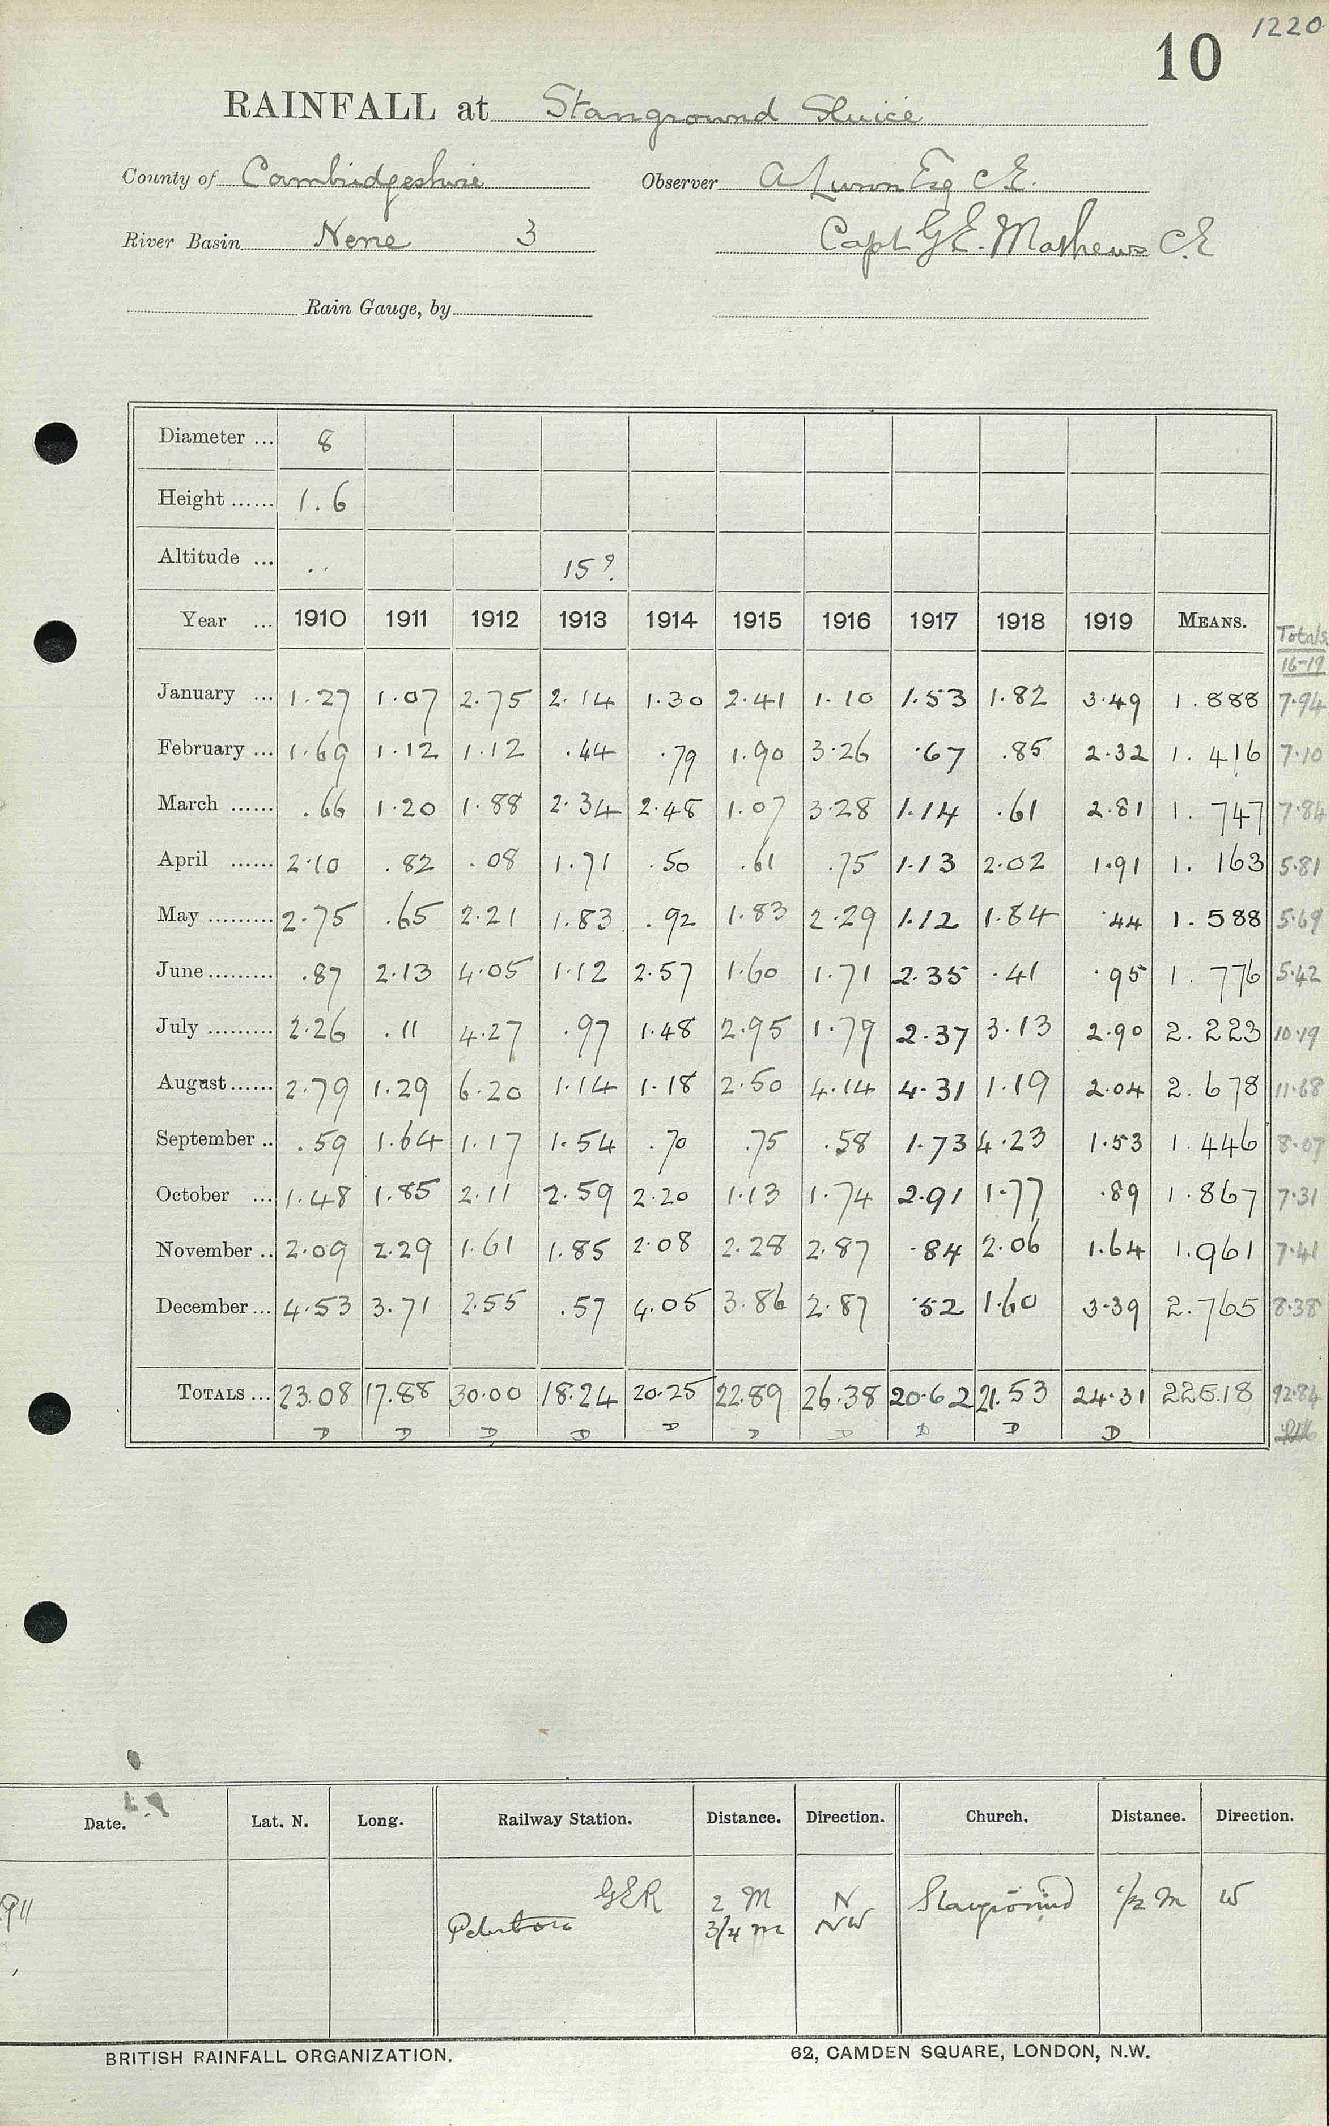 1220
10
RAINFALL at Stanground Sluice
County of Cambridgeshire Observer A Lunn Esq C.E.
River Basin Nene 3 Capt G.E. Mathews C.E
Rain Gauge, by
Diameter ... 8
Height ...... 1.6
Altitude ... .. 15?
Year ... 1910 1911 1912 1913 1914 1915 1916 1917 1918 1919 MEANS. Totals 16-19
January ... 1.27 1.07 2.75 2.14 1.30 2.41 1.10 1.53 1.82 3.49 1.888 7.94
February ... 1.69 1.12 1.12 .44 .79 1.90 3.26 .67 .85 2.32 1.416 7.10
March ...... .66 1.20 1.88 2.34 2.48 1.07 3.28 1.14 .61 2.81 1.747 7.84
April ...... 2.10 .82 .08 1.71 .50 .61 .75 1.13 2.02 1.91 1.163 5.81
May ......... 2.75 .65 2.21 1.83 .92 1.83 2.29 1.12 1.84 .44 1.588 5.69
June ......... .87 2.13 4.05 1.12 2.57 1.60 1.71 2.35 .41 .95 1.776 5.42
July ......... 2.26 .11 4.27 .97 1.48 2.95 1.79 2.37 3.13 2.90 2.223 10.19
August ...... 2.79 1.29 6.20 1.14 1.18 2.50 4.14 4.31 1.19 2.04 2.678 11.68
September .. .59 1.64 1.17 1.54 .70 .75 .58 1.73 4.23 1.53 1.446 8.07
October ... 1.48 1.85 2.11 2.59 2.20 1.13 1.74 2.91 1.77 .89 1.867 7.31
November .. 2.09 2.29 1.61 1.85 2.08 2.28 2.87 .84 2.06 1.64 1.961 7.41
December ... 4.53 3.71 2.55 .57 4.05 3.86 2.87 .52 1.60 3.39 2.765 8.38
TOTALS ... 23.08 17.88 30.00 18.24 20.25 22.89 26.38 20.62 21.53 24.31 225.18 92.84
D D D D D D D D D D
Date. Lat. N. Long. Railway Station. Distance. Direction. Church. Distance. Direction.
GER 2 M N Stanground 1/2 m W
Peterboro 3/4 m NW
BRITISH RAINFALL ORGANIZATION. 62, CAMDEN SQUARE, LONDON, N.W.